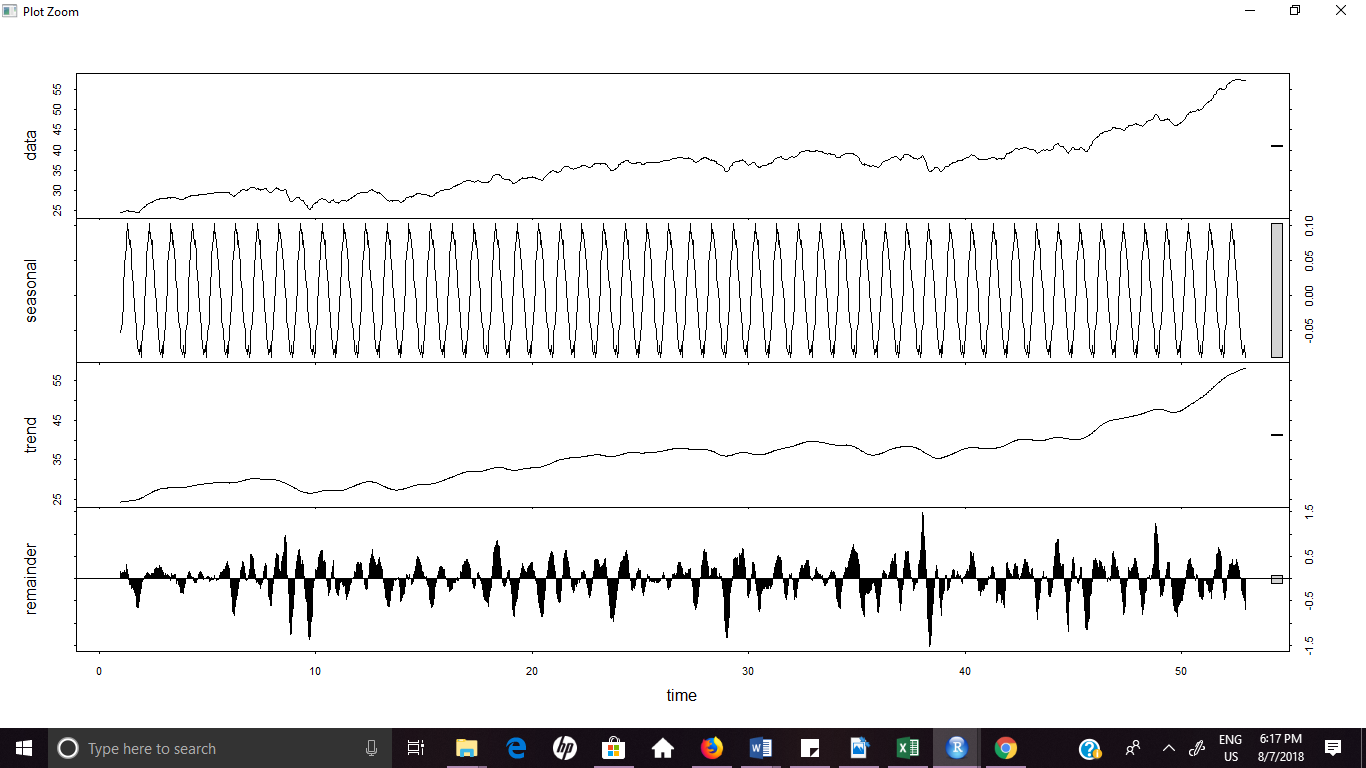 Plot Zoom
data
25 30 35 40 45 50 55
seasonal
-0.05 0.00 0.05 0.10
trend
25 35 45 55
remainder
-1.5 -0.5 0.5 1.5
0 10 20 30 40 50
time
Type here to search
hp
ENG
US
6:17 PM
8/7/2018